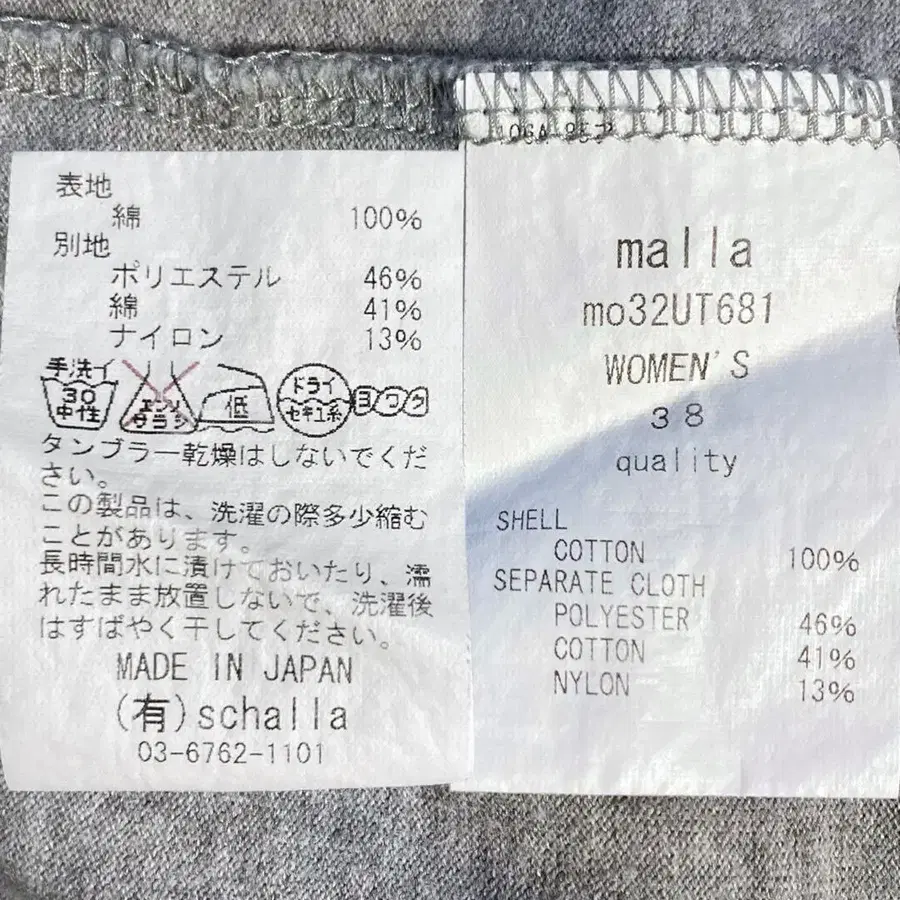 表地
綿 100%
別地
ポリエステル 46%
綿 41%
ナイロン 13%
手洗イ
30
中性
エンソ
サラシ
低
ドライ
セキユ系
ヨワク
タンブラー乾燥はしないでくだ
さい。
この製品は、洗濯の際多少縮む
ことがあります。
長時間水に漬けておいたり、濡
れたまま放置しないで、洗濯後
はすばやく干してください。
MADE IN JAPAN
(有)schalla
03-6762-1101
malla
mo32UT681
WOMEN'S
38
quality
SHELL
COTTON 100%
SEPARATE CLOTH
POLYESTER 46%
COTTON 41%
NYLON 13%